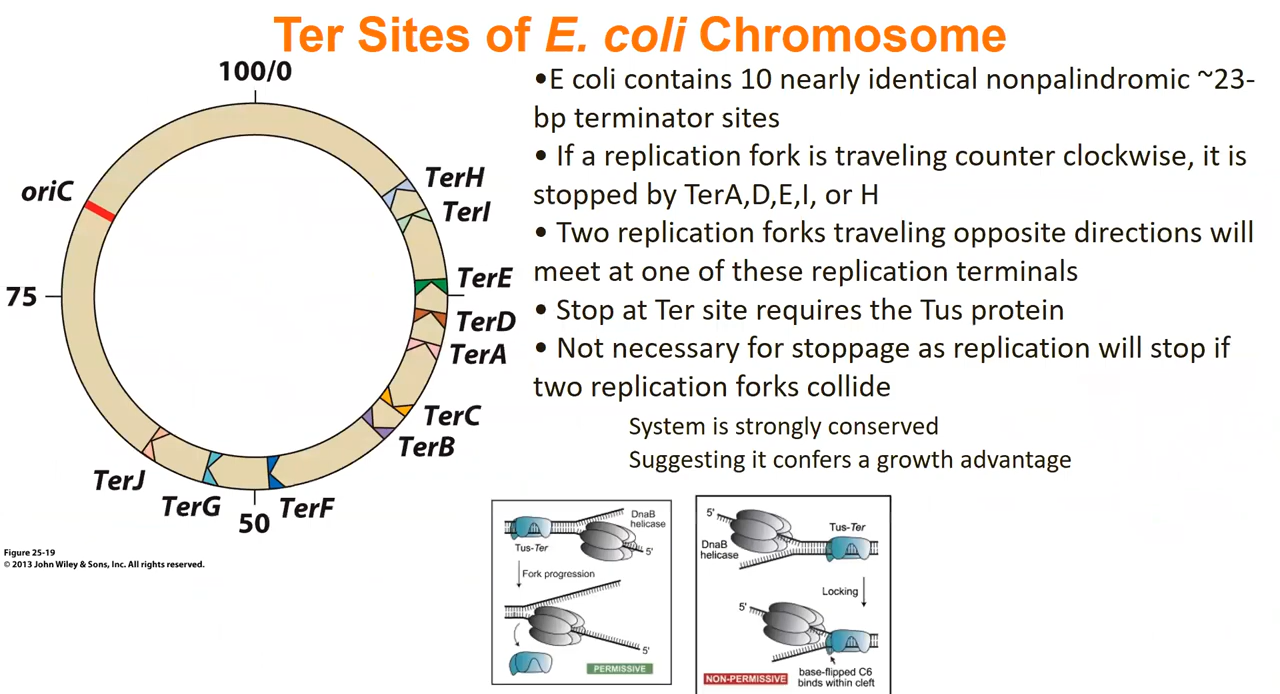 Ter Sites of E. coli Chromosome
100/0
TerH
TerI
oriC
TerE
75
TerD
TerA
TerC
TerB
TerJ
TerG
TerF
50
Figure 25-19
© 2013 John Wiley & Sons, Inc. All rights reserved.
•E coli contains 10 nearly identical nonpalindromic ~23-
bp terminator sites
• If a replication fork is traveling counter clockwise, it is
stopped by TerA,D,E,I, or H
• Two replication forks traveling opposite directions will
meet at one of these replication terminals
• Stop at Ter site requires the Tus protein
• Not necessary for stoppage as replication will stop if
two replication forks collide
System is strongly conserved
Suggesting it confers a growth advantage
DnaB
helicase
Tus-Ter
5'
Fork progression
5'
PERMISSIVE
5'
Tus-Ter
DnaB
helicase
Locking
5'
base-flipped C6
binds within cleft
NON-PERMISSIVE